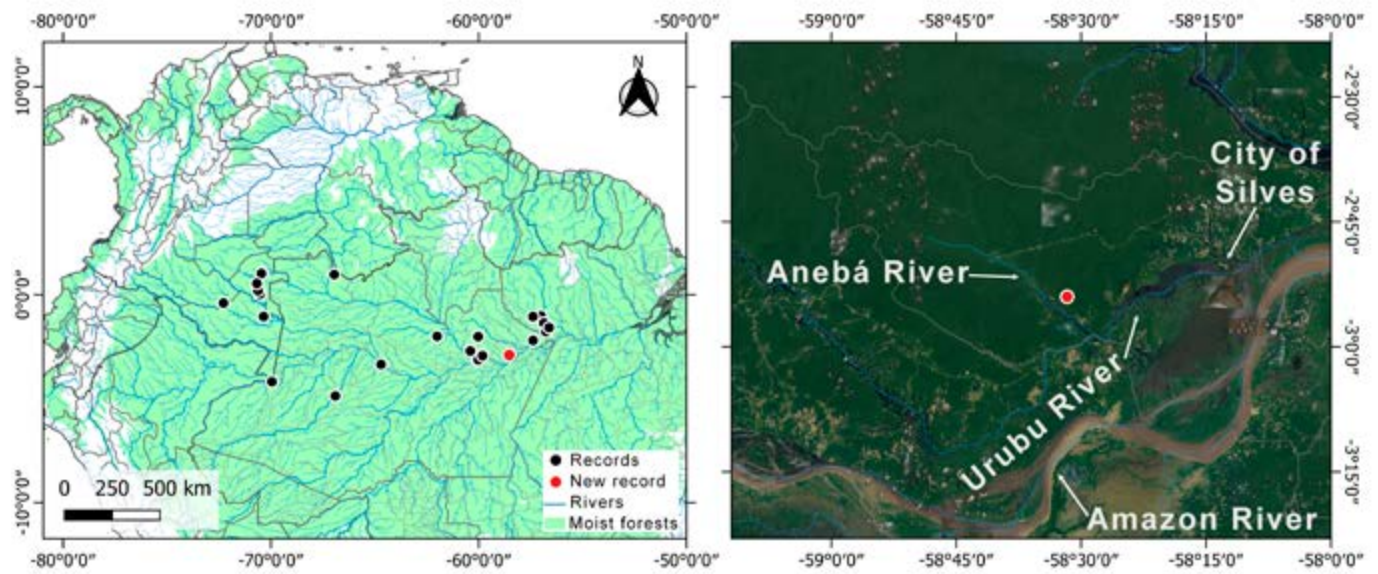 -80°0'0" -70°0'0" -60°0'0" -50°0'0"
10°0'0"
0°0'0"
-10°0'0"
N
Records
New record
Rivers
Moist forests
0 250 500 km
-80°0'0" -70°0'0" -60°0'0" -50°0'0"
-59°0'0" -58°45'0" -58°30'0" -58°15'0" -58°0'0"
City of
Silves
Anebá River
Urubu River
Amazon River
-2°30'0"
-2°45'0"
-3°0'0"
-3°15'0"
-59°0'0" -58°45'0" -58°30'0" -58°15'0" -58°0'0"